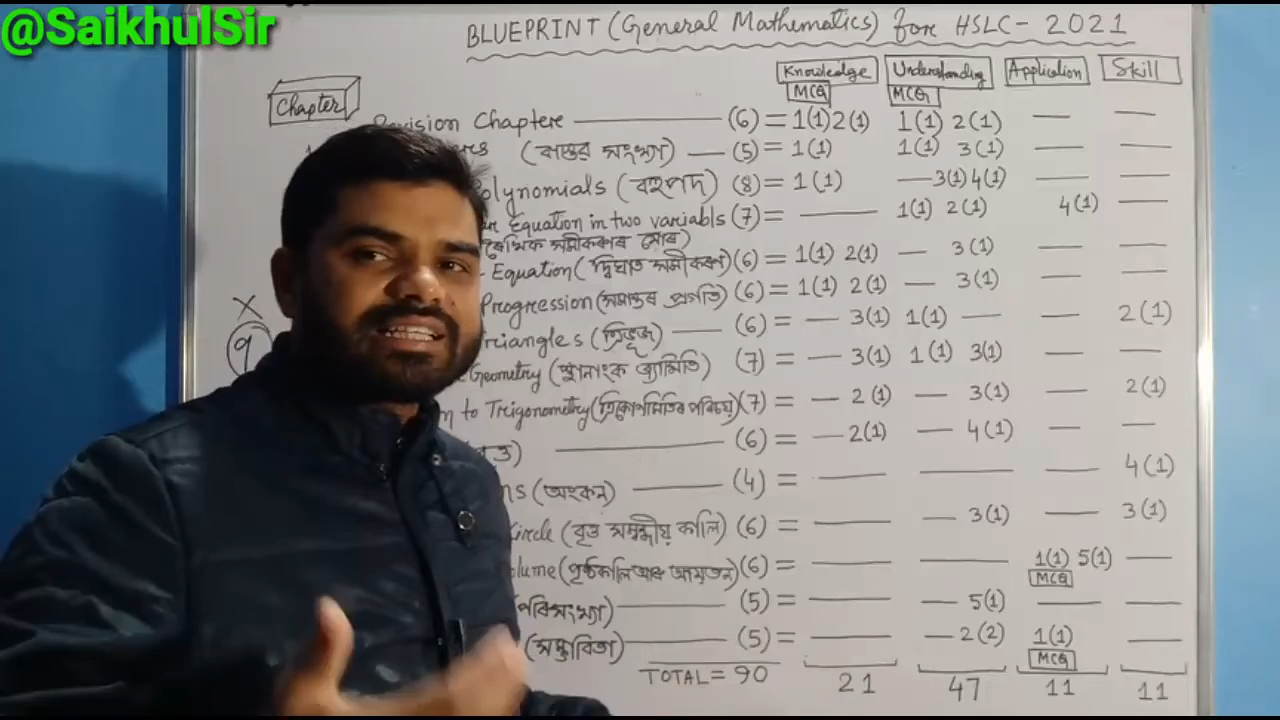 @SaikhulSir
BLUEPRINT (General Mathematics) for HSLC - 2021
Chapter
Knowledge Understanding Application Skill
MCQ MCQ
Revision Chapter (6) = 1(1) 2(1) 1(1) 2(1) — —
(বাস্তৱ সংখ্যা) — (5) = 1(1) 1(1) 3(1) — —
Polynomials (বহুপদ) (8) = 1(1) — 3(1) 4(1) — —
Equation in two variabls (7) = — 1(1) 2(1) 4(1) —
ৰৈখিক সমীকৰণ যোৰ)
Equation (দ্বিঘাত সমীকৰণ) (6) = 1(1) 2(1) — 3(1) — —
Progression (সমান্তৰ প্ৰগতি) (6) = 1(1) 2(1) — 3(1) — —
X
Triangles (ত্ৰিভূজ) — (6) = — 3(1) 1(1) — — 2(1)
Geometry (স্থানাংক জ্যামিতি) (7) = — 3(1) 1(1) 3(1) — —
to Trigonometry (ত্ৰিকোণমিতিৰ পৰিচয়) (7) = — 2(1) — 3(1) — 2(1)
(6) = — 2(1) — 4(1) — —
(অংকন) — (4) = — — — 4(1)
Circle (বৃত্ত সম্বন্ধীয় কালি) (6) = — — 3(1) — 3(1)
(পৃষ্ঠকালি আৰু আয়তন) (6) = — — 1(1) 5(1) —
MCQ
পৰিসংখ্যা) — (5) = — — 5(1) — —
(সম্ভাৱিতা) — (5) = — — 2(2) 1(1) —
MCQ
TOTAL = 90 21 47 11 11